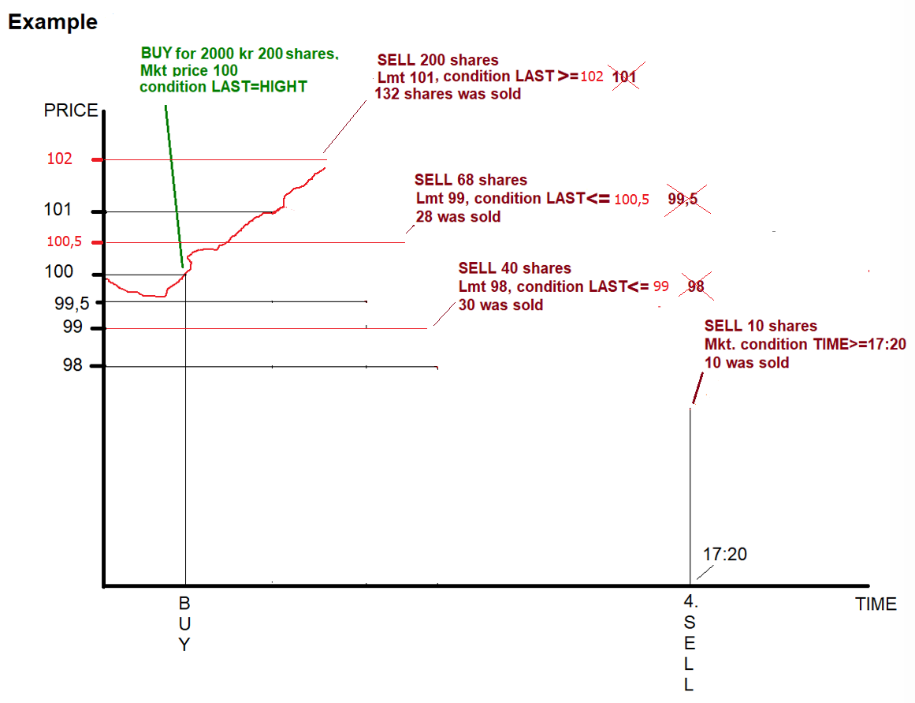 Example
BUY for 2000 kr 200 shares.
Mkt price 100
condition LAST=HIGHT
SELL 200 shares
Lmt 101, condition LAST>=102 101
132 shares was sold
PRICE
102
SELL 68 shares
Lmt 99, condition LAST<= 100,5 99,5
28 was sold
101
100,5
SELL 40 shares
Lmt 98, condition LAST<= 99 98
30 was sold
100
99,5
99
SELL 10 shares
Mkt. condition TIME>=17:20
10 was sold
98
17:20
BUY
4. SELL
TIME